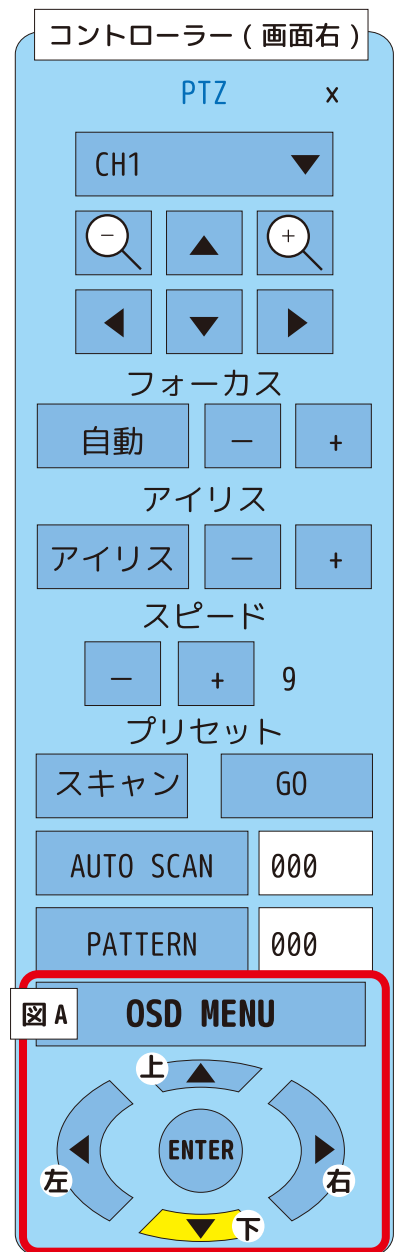 コントローラー ( 画面右 )
PTZ x
CH1
－ ＋
フォーカス
自動 － +
アイリス
アイリス － +
スピード
－ + 9
プリセット
スキャン GO
AUTO SCAN 000
PATTERN 000
図 A OSD MENU
上
ENTER
左 右
下